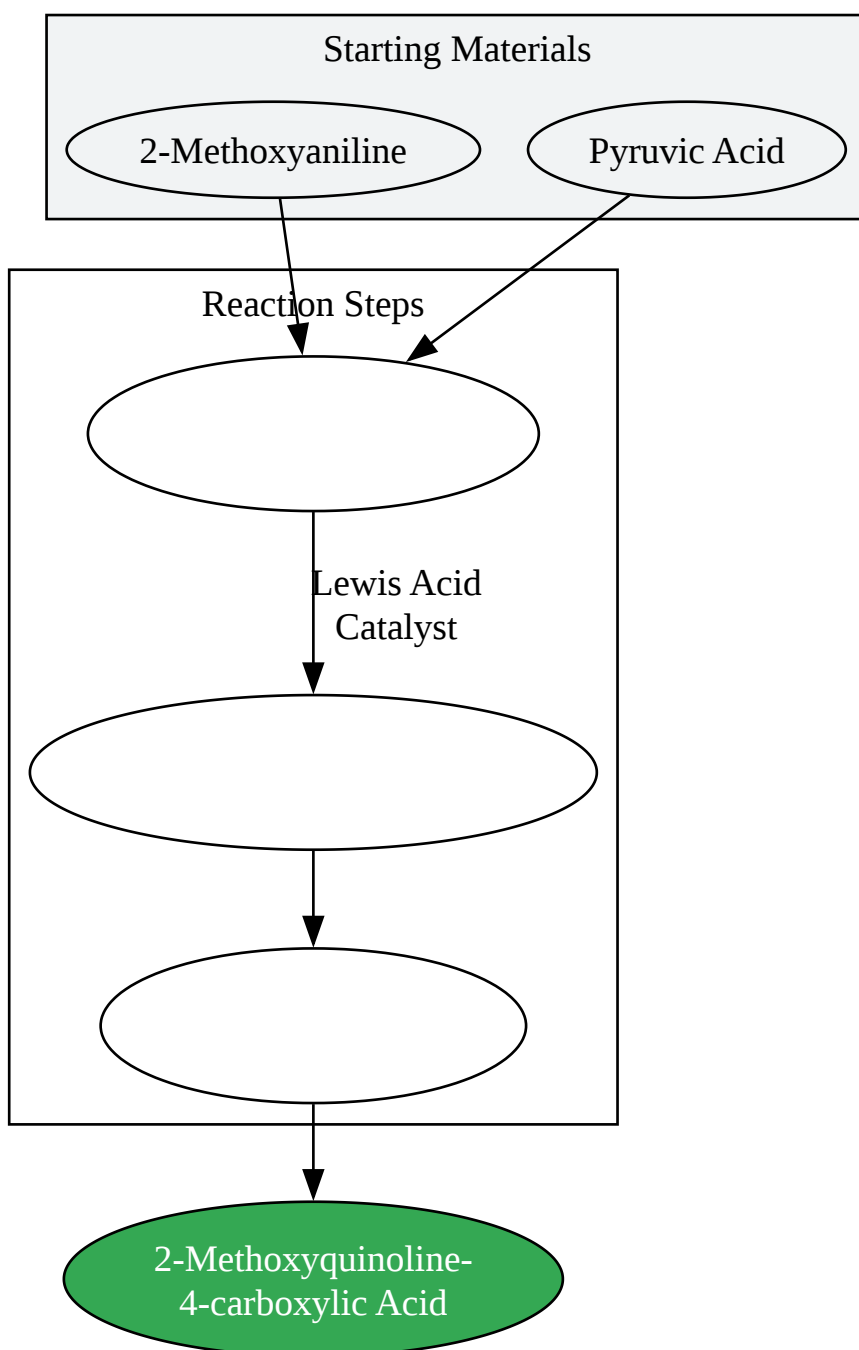 Starting Materials
2-Methoxyaniline
Pyruvic Acid
Reaction Steps
Lewis Acid
Catalyst
2-Methoxyquinoline-
4-carboxylic Acid